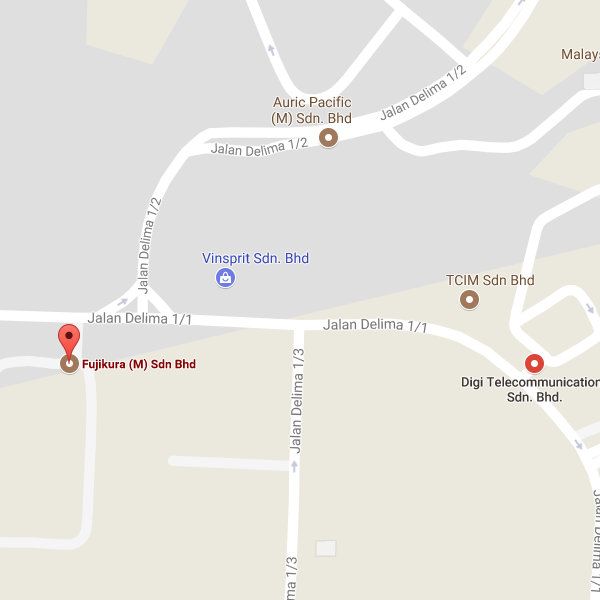 Malays
Auric Pacific
(M) Sdn. Bhd
Jalan Delima 1/2
Jalan Delima 1/2
Jalan Delima 1/2
Vinsprit Sdn. Bhd
TCIM Sdn Bhd
Jalan Delima 1/1
Jalan Delima 1/1
Fujikura (M) Sdn Bhd
Digi Telecommunication
Sdn. Bhd.
Jalan Delima 1/3
Jalan Delima 1/1
ma 1/3